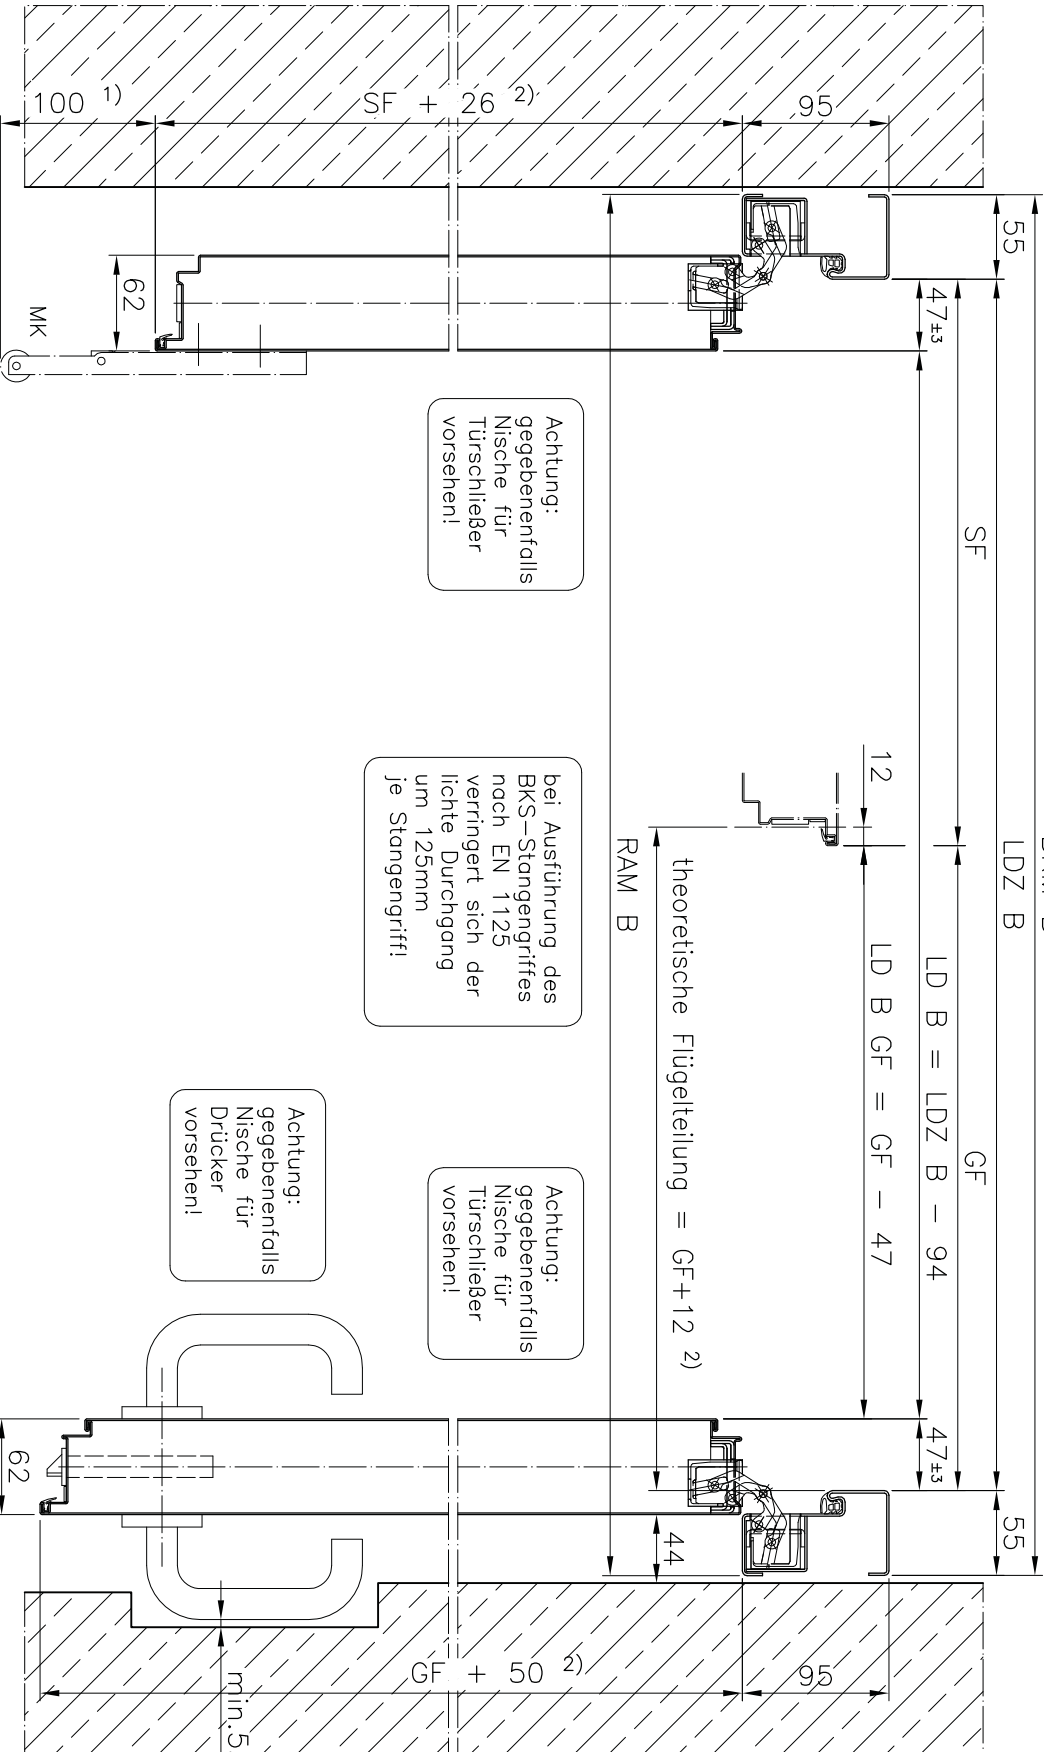 LDZ B
55
SF
GF
55
47±3
LD B = LDZ B – 94
47±3
12
LD B GF = GF – 47
theoretische Flügelteilung = GF+12 2)
RAM B
44
100 1)
SF + 26 2)
95
62
MK
Achtung:
gegebenenfalls
Nische für
Türschließer
vorsehen!
bei Ausführung des
BKS–Stangengriffes
nach EN 1125
verringert sich der
lichte Durchgang
um 125mm
je Stangengriff!
Achtung:
gegebenenfalls
Nische für
Türschließer
vorsehen!
Achtung:
gegebenenfalls
Nische für
Drücker
vorsehen!
62
GF + 50 2)
95
min.5